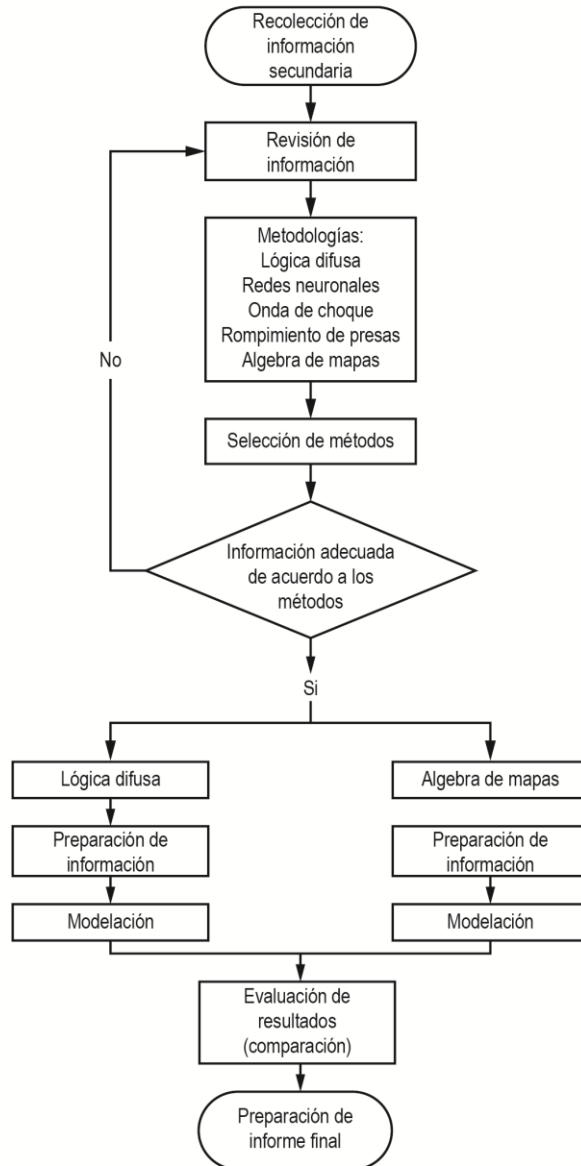 Recolección de
información
secundaria
Revisión de
información
Metodologías:
Lógica difusa
Redes neuronales
Onda de choque
Rompimiento de presas
Algebra de mapas
No
Selección de métodos
Información adecuada
de acuerdo a los
métodos
Si
Lógica difusa
Algebra de mapas
Preparación de
información
Preparación de
información
Modelación
Modelación
Evaluación de
resultados
(comparación)
Preparación de
informe final